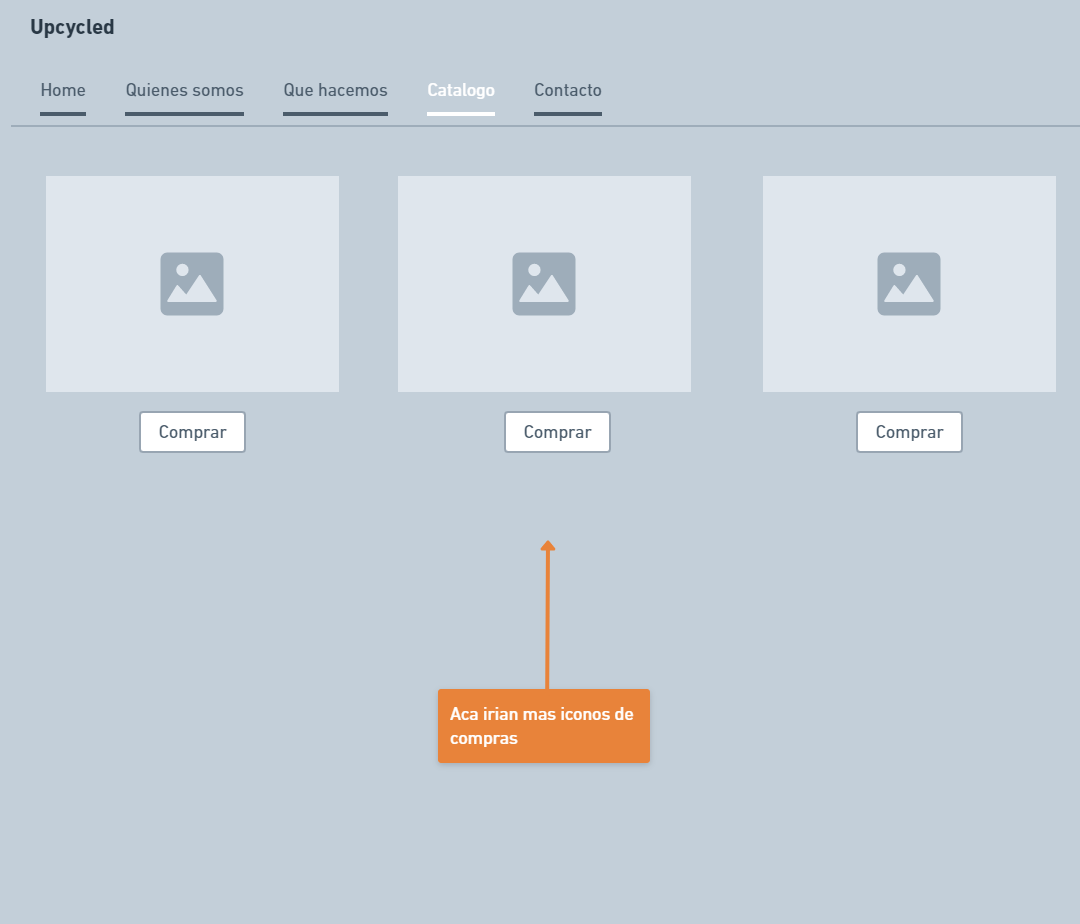 Upcycled
Home Quienes somos Que hacemos Catalogo Contacto
Comprar Comprar Comprar
Aca irian mas iconos de
compras